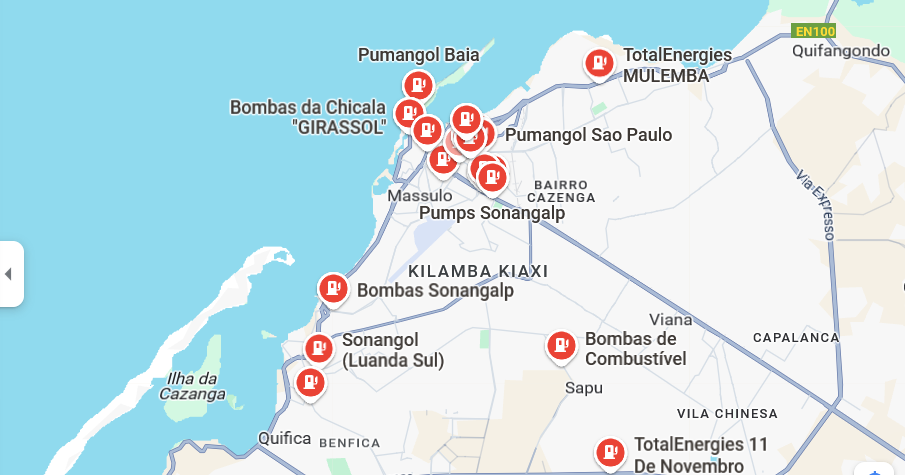 EN100
Quifangondo
Pumangol Baia
TotalEnergies
MULEMBA
Bombas da Chicala
"GIRASSOL"
Pumangol Sao Paulo
BAIRRO
CAZENGA
Massulo
Pumps Sonangalp
Via Expresso
KILAMBA KIAXI
Bombas Sonangalp
Viana
CAPALANCA
Sonangol
(Luanda Sul)
Bombas de
Combustível
Ilha da
Cazanga
Sapu
VILA CHINESA
Quifica
BENFICA
TotalEnergies 11
De Novembro